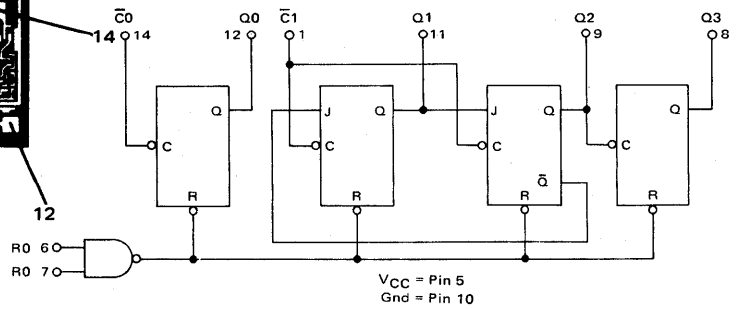 C̅0 Q0 C̅1 Q1 Q2 Q3
14 14 12 1 11 9 8
Q J Q J Q Q
C C C C
Q̅
R R R R
12
R0 6
R0 7
VCC = Pin 5
Gnd = Pin 10